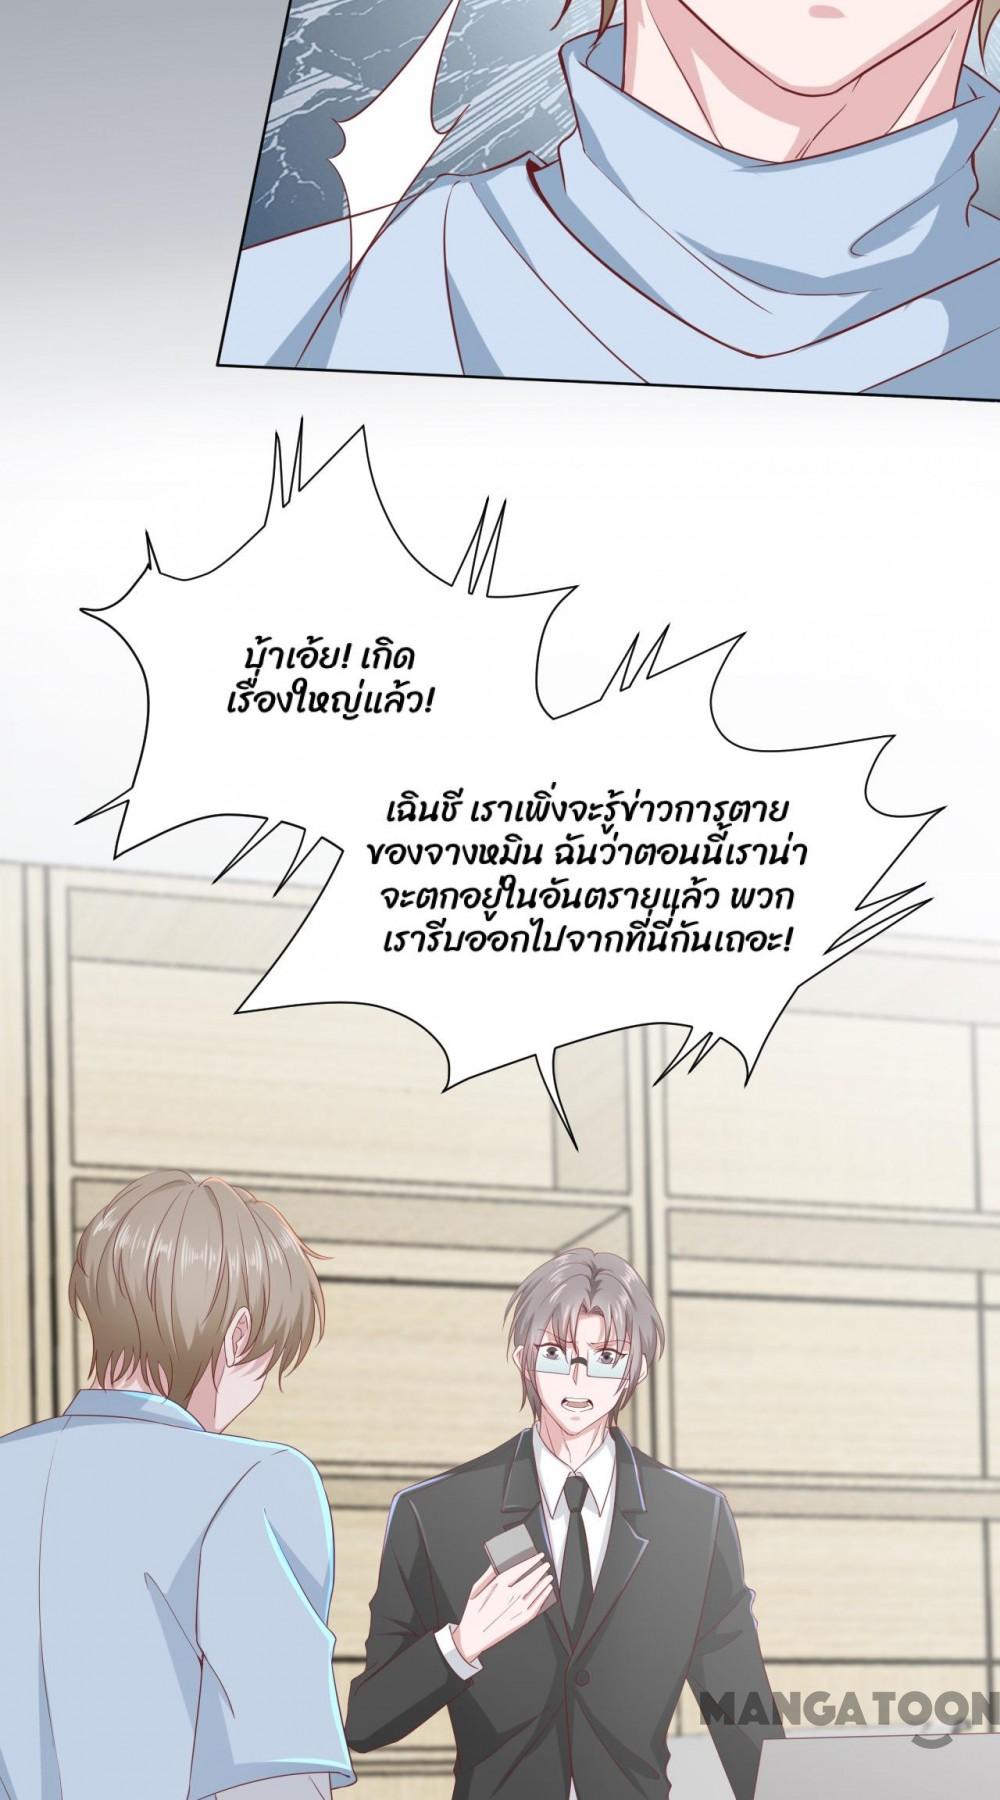 บ้าเอ้ย! เกิด
เรื่องใหญ่แล้ว!
เฉินชี เราเพิ่งจะรู้ข่าวการตาย
ของจางหมิน ฉันว่าตอนนี้เราน่า
จะตกอยู่ในอันตรายแล้ว พวก
เรารีบออกไปจากที่นี่กันเถอะ!
MANGATOON